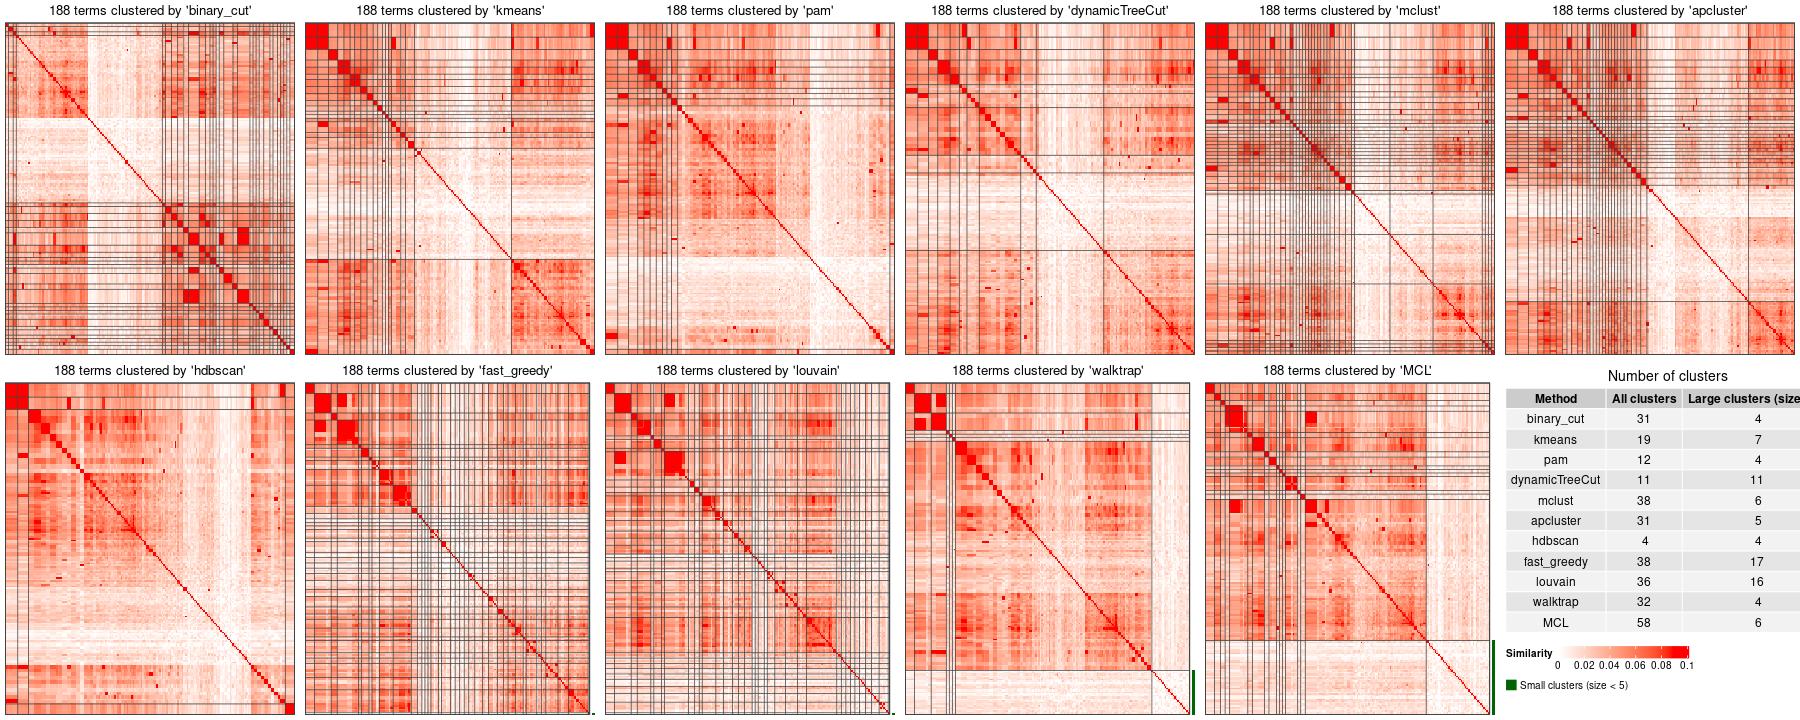 188 terms clustered by 'binary_cut'
188 terms clustered by 'kmeans'
188 terms clustered by 'pam'
188 terms clustered by 'dynamicTreeCut'
188 terms clustered by 'mclust'
188 terms clustered by 'apcluster'
188 terms clustered by 'hdbscan'
188 terms clustered by 'fast_greedy'
188 terms clustered by 'louvain'
188 terms clustered by 'walktrap'
188 terms clustered by 'MCL'
Number of clusters
Method All clusters Large clusters (size
binary_cut 31 4
kmeans 19 7
pam 12 4
dynamicTreeCut 11 11
mclust 38 6
apcluster 31 5
hdbscan 4 4
fast_greedy 38 17
louvain 36 16
walktrap 32 4
MCL 58 6
Similarity
0 0.02 0.04 0.06 0.08 0.1
Small clusters (size < 5)